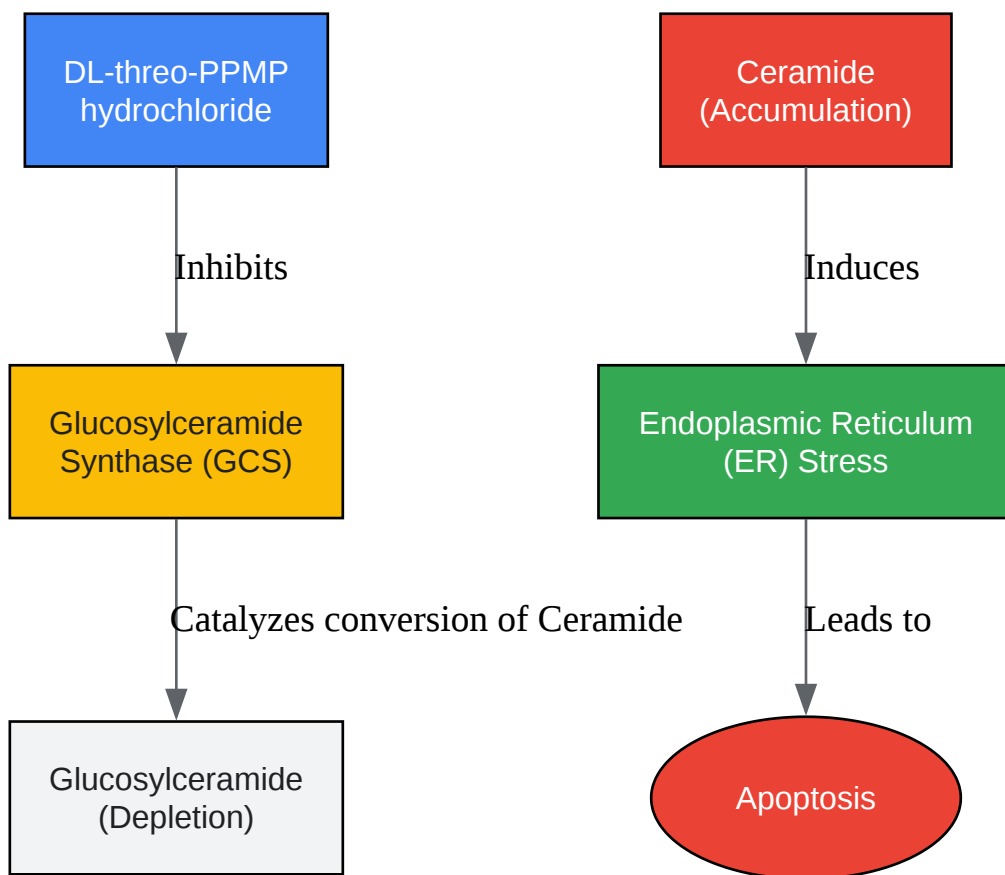 DL-threo-PPMP
hydrochloride
Inhibits
Glucosylceramide
Synthase (GCS)
Catalyzes conversion of Ceramide
Glucosylceramide
(Depletion)
Ceramide
(Accumulation)
Induces
Endoplasmic Reticulum
(ER) Stress
Leads to
Apoptosis